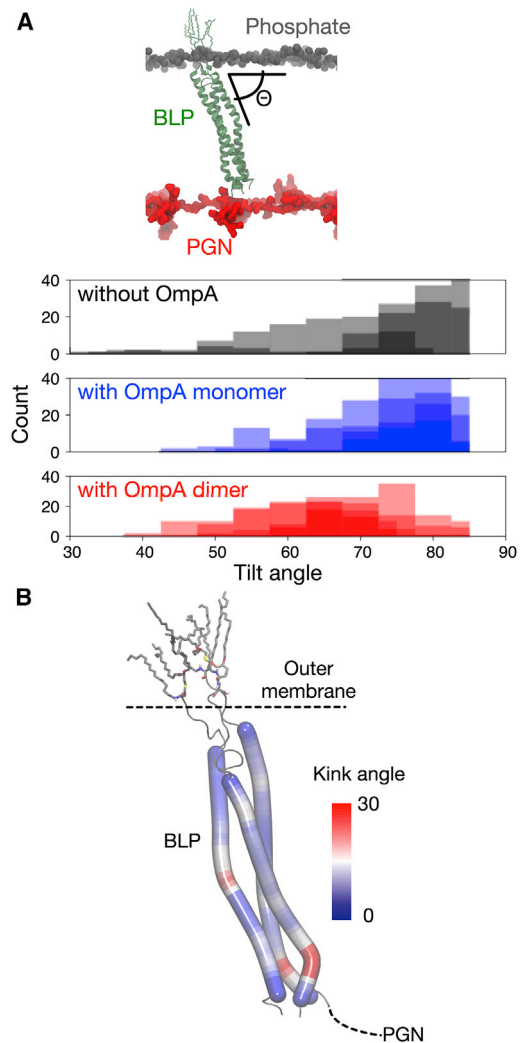 A
Phosphate
Θ
BLP
PGN
40
without OmpA
20
0
40
with OmpA monomer
20
0
Count
40
with OmpA dimer
20
0
30 40 50 60 70 80 90
Tilt angle
B
Outer
membrane
Kink angle
30
BLP
0
PGN